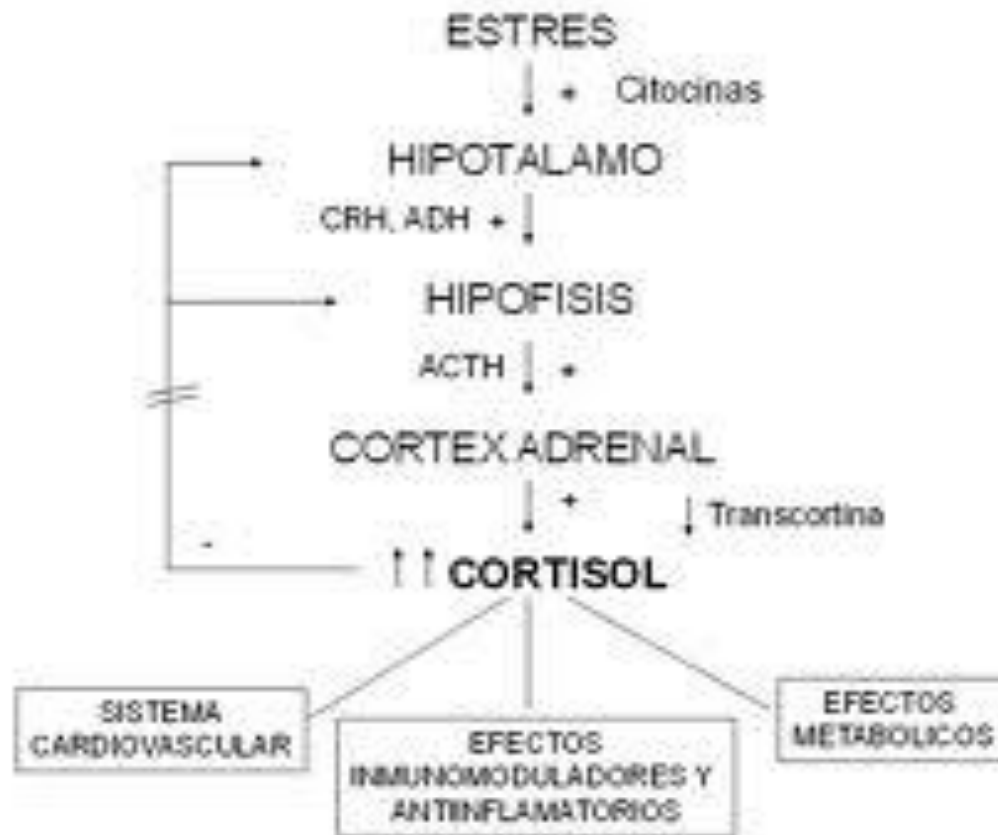 ESTRES
+ Citocinas
HIPOTALAMO
CRH, ADH +
HIPOFISIS
ACTH +
CORTEX ADRENAL
+ Transcortina
-
CORTISOL
SISTEMA
CARDIOVASCULAR
EFECTOS
INMUNOMODULADORES Y
ANTIINFLAMATORIOS
EFECTOS
METABOLICOS